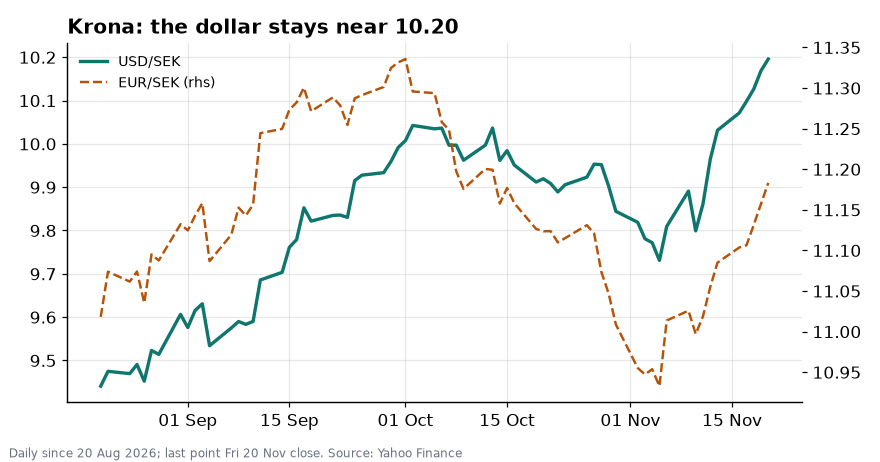 Krona: the dollar stays near 10.20
USD/SEK
EUR/SEK (rhs)
10.2
10.1
10.0
9.9
9.8
9.7
9.6
9.5
11.35
11.30
11.25
11.20
11.15
11.10
11.05
11.00
10.95
01 Sep
15 Sep
01 Oct
15 Oct
01 Nov
15 Nov
Daily since 20 Aug 2026; last point Fri 20 Nov close. Source: Yahoo Finance